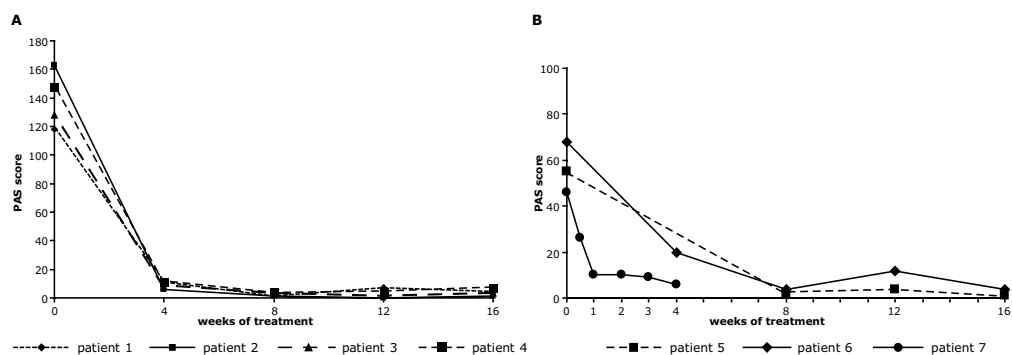 A
180
160
140
120
100
80
60
40
20
0
PAS score
0 4 8 12 16
weeks of treatment
patient 1 patient 2 patient 3 patient 4
B
100
80
60
40
20
0
PAS score
0 1 2 3 4 8 12 16
weeks of treatment
patient 5 patient 6 patient 7